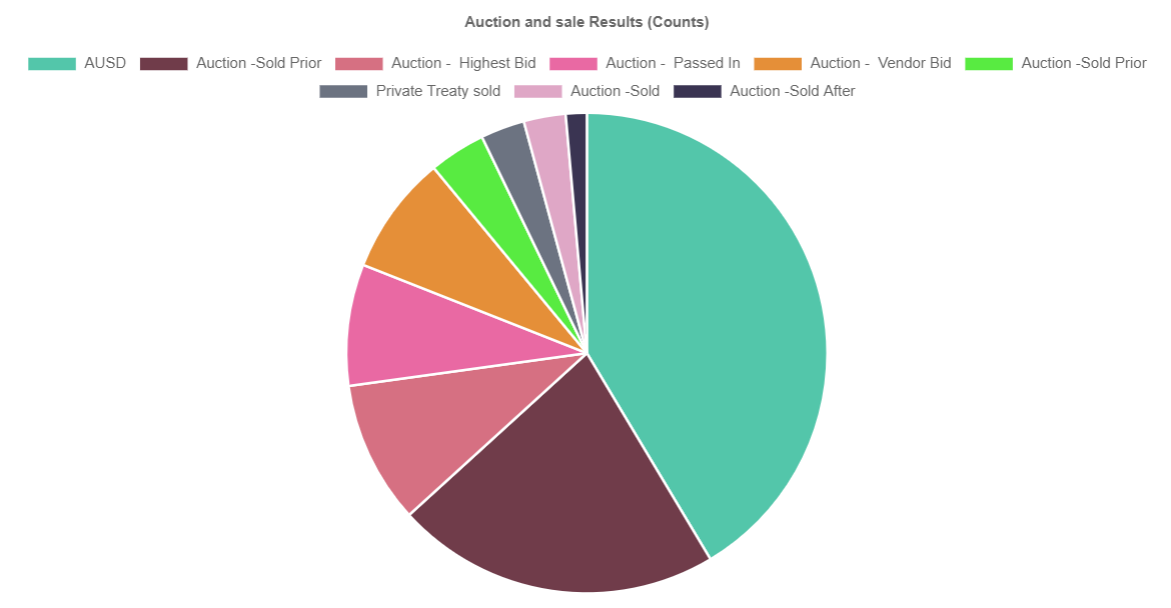 Auction and sale Results (Counts)
AUSD Auction -Sold Prior Auction - Highest Bid Auction - Passed In Auction - Vendor Bid Auction -Sold Prior
Private Treaty sold Auction -Sold Auction -Sold After